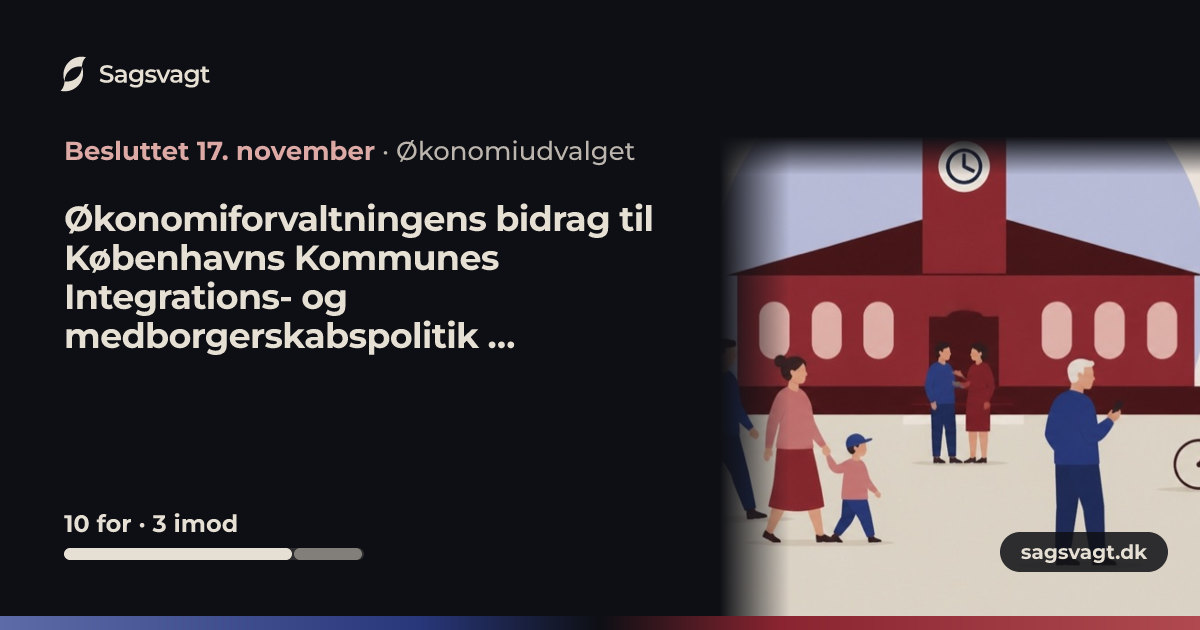 Sagsvagt
Besluttet 17. november · Økonomiudvalget
Økonomiforvaltningens bidrag til
Københavns Kommunes
Integrations- og
medborgerskabspolitik ...
10 for · 3 imod
sagsvagt.dk